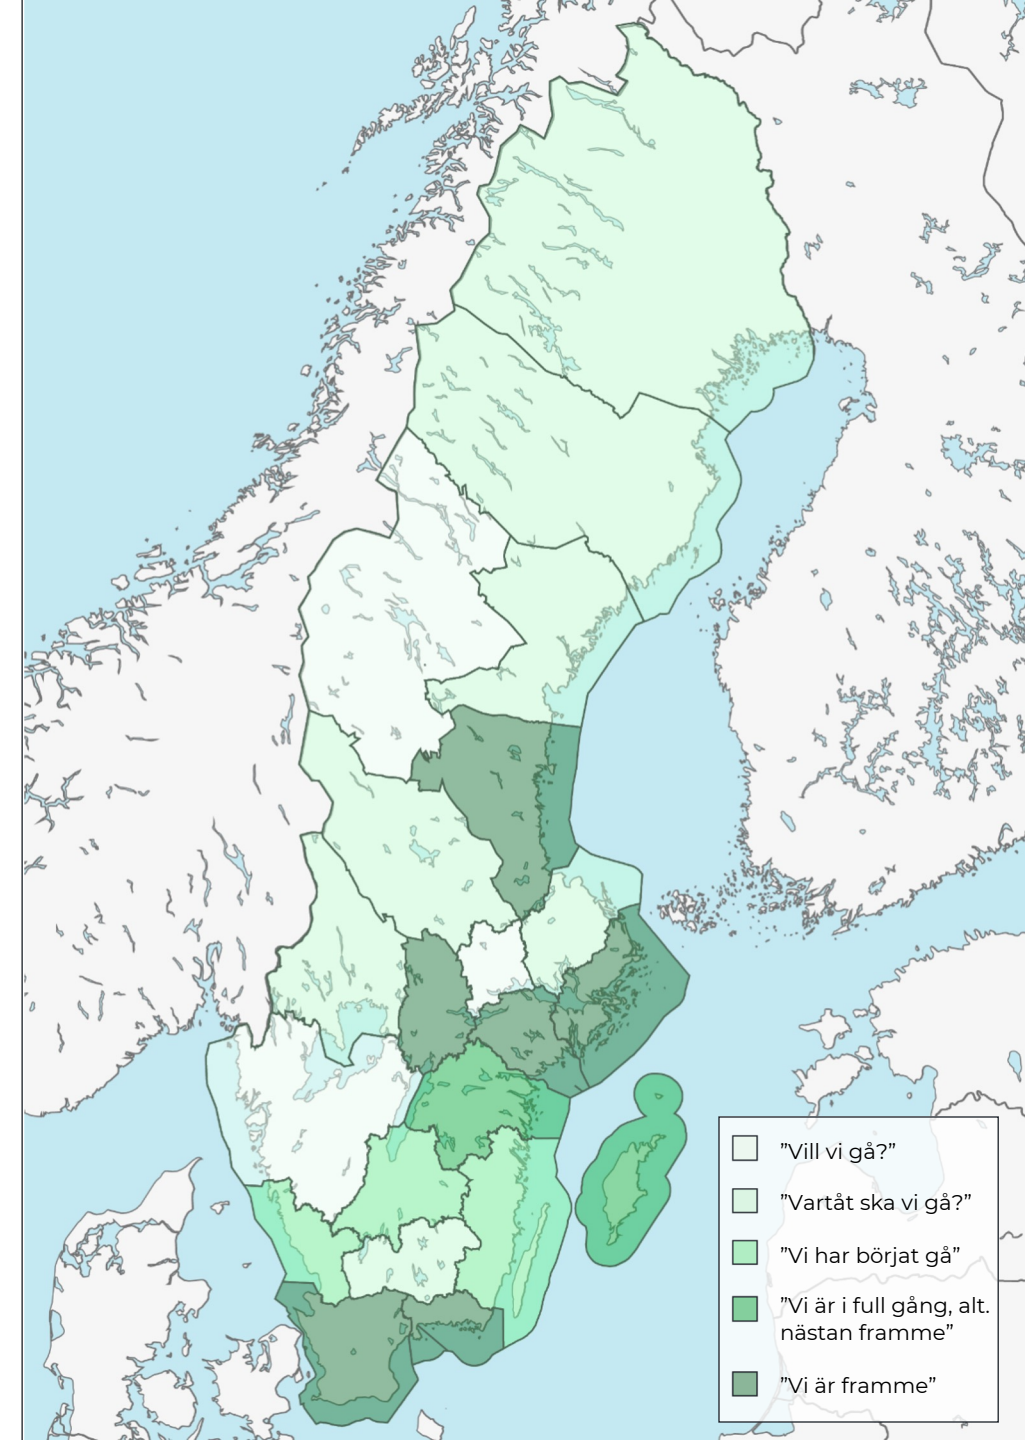 ”Vill vi gå?”
”Vartåt ska vi gå?”
”Vi har börjat gå”
”Vi är i full gång, alt.
nästan framme”
”Vi är framme”